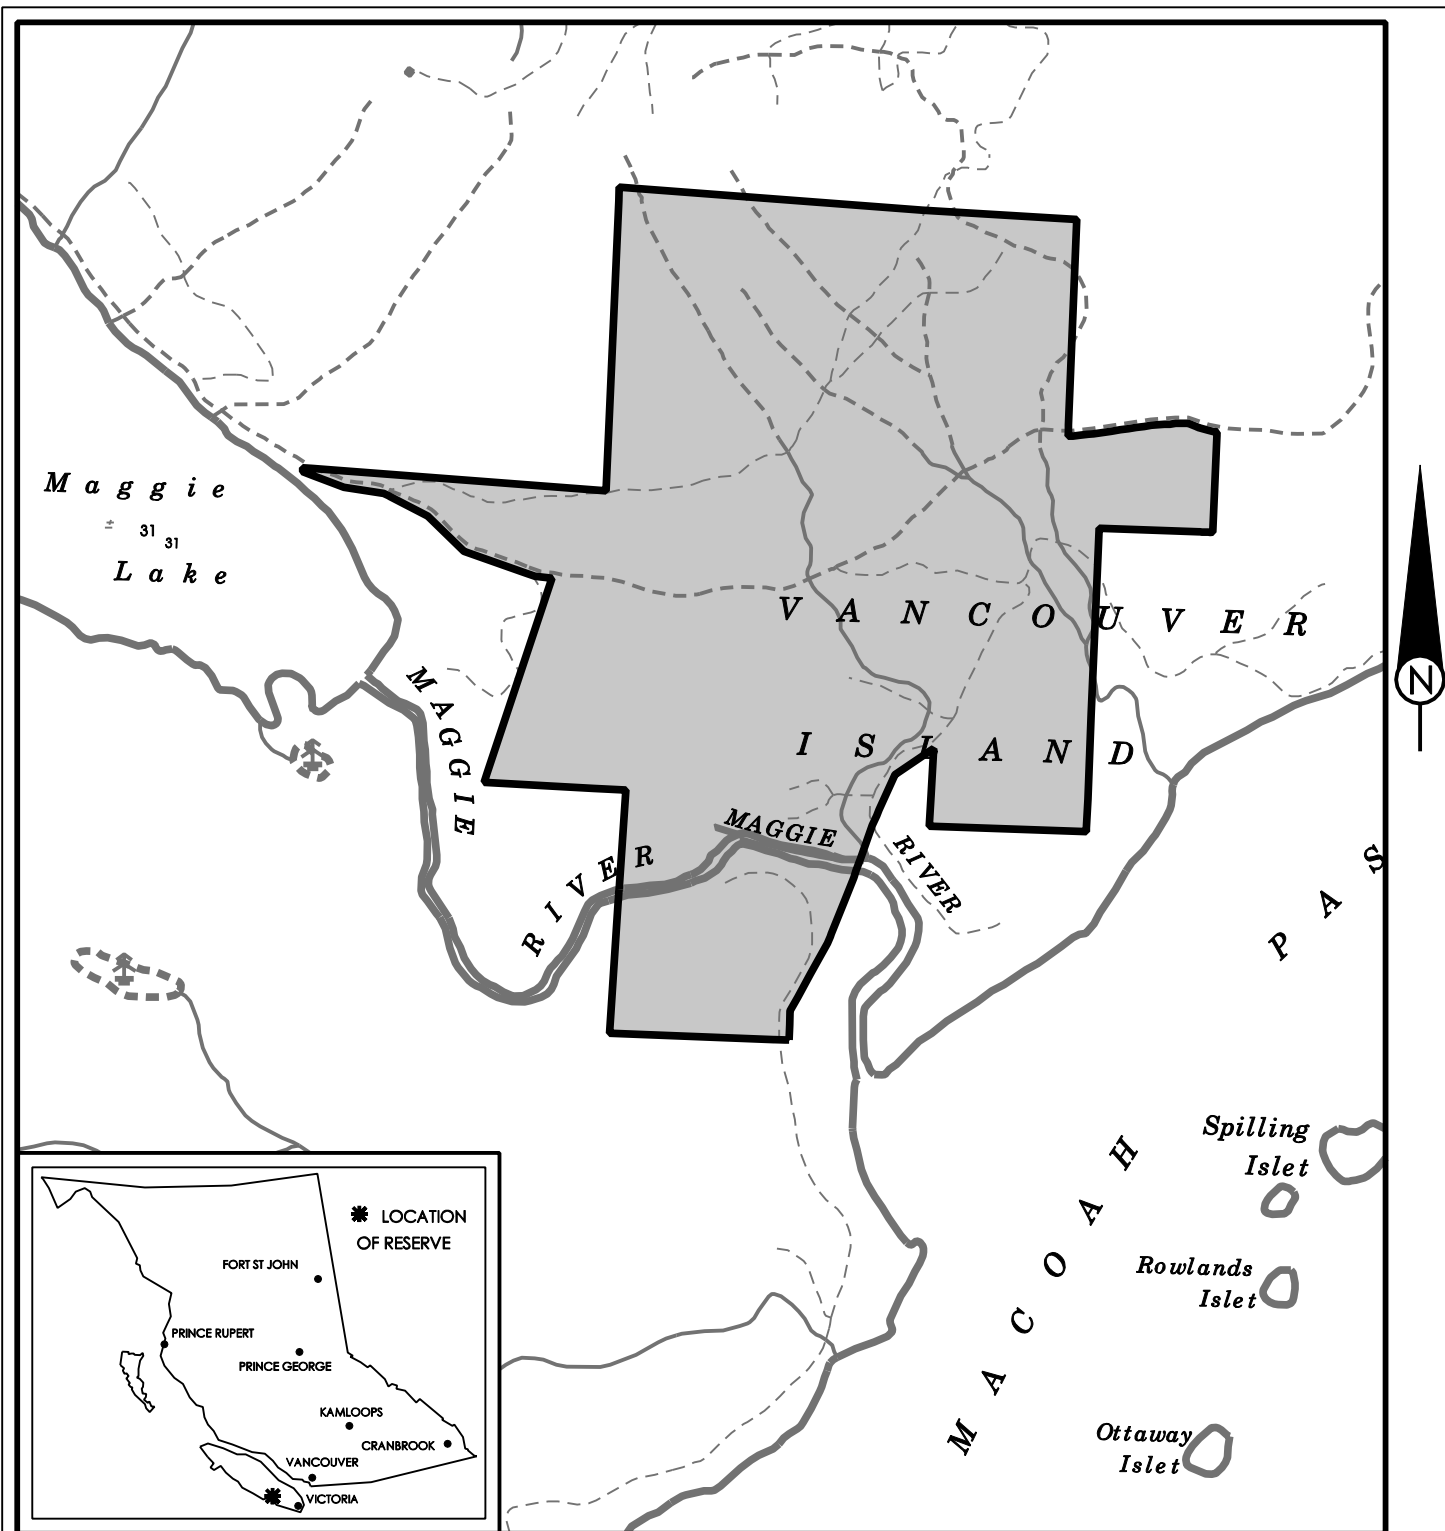 Maggie
± 31
31
Lake
VANCOUVER
ISLAND
MAGGIE
RIVER
MAGGIE
RIVER
N
MACOAH
PAS
Spilling
Islet
Rowlands
Islet
Ottaway
Islet
LOCATION
OF RESERVE
FORT ST JOHN
PRINCE RUPERT
PRINCE GEORGE
KAMLOOPS
CRANBROOK
VANCOUVER
VICTORIA